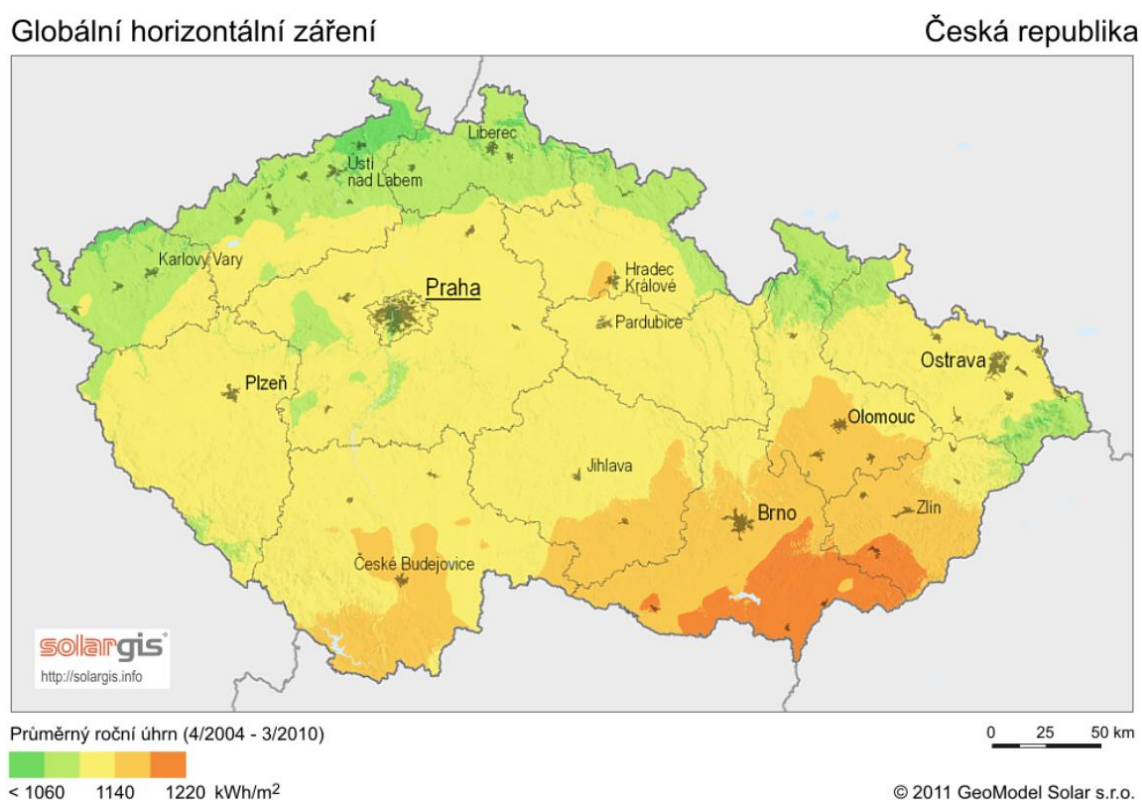 Globální horizontální záření
Česká republika
Liberec
Ústí
nad Labem
Karlovy Vary
Hradec
Králové
Praha
Pardubice
Ostrava
Plzeň
Olomouc
Jihlava
Brno
Zlín
České Budejovice
solargis
http://solargis.info
Průměrný roční úhrn (4/2004 - 3/2010)
0 25 50 km
< 1060 1140 1220 kWh/m²
© 2011 GeoModel Solar s.r.o.